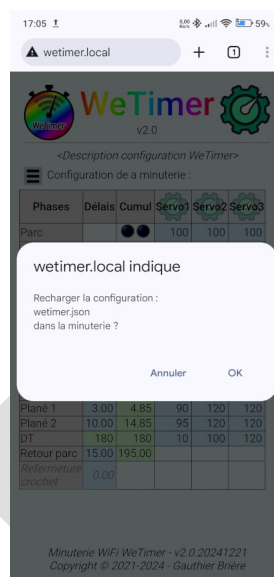 17:05
0,00
KB/s
59%
wetimer.local
1
WeTimer
WeTimer
v2.0
<Description configuration WeTimer>
Configuration de a minuterie :
Phases Délais Cumul Servo1 Servo2 Servo3
Parc 100 100 100
wetimer.local indique
Recharger la configuration :
wetimer.json
dans la minuterie ?
Annuler OK
Plané 1 3.00 4.85 90 120 120
Plané 2 10.00 14.85 95 120 120
DT 180 180 10 100 120
Retour parc 15.00 195.00
Refermeture
crochet 0.00
Minuterie WiFi WeTimer - v2.0.20241221
Copyright © 2021-2024 - Gauthier Brière